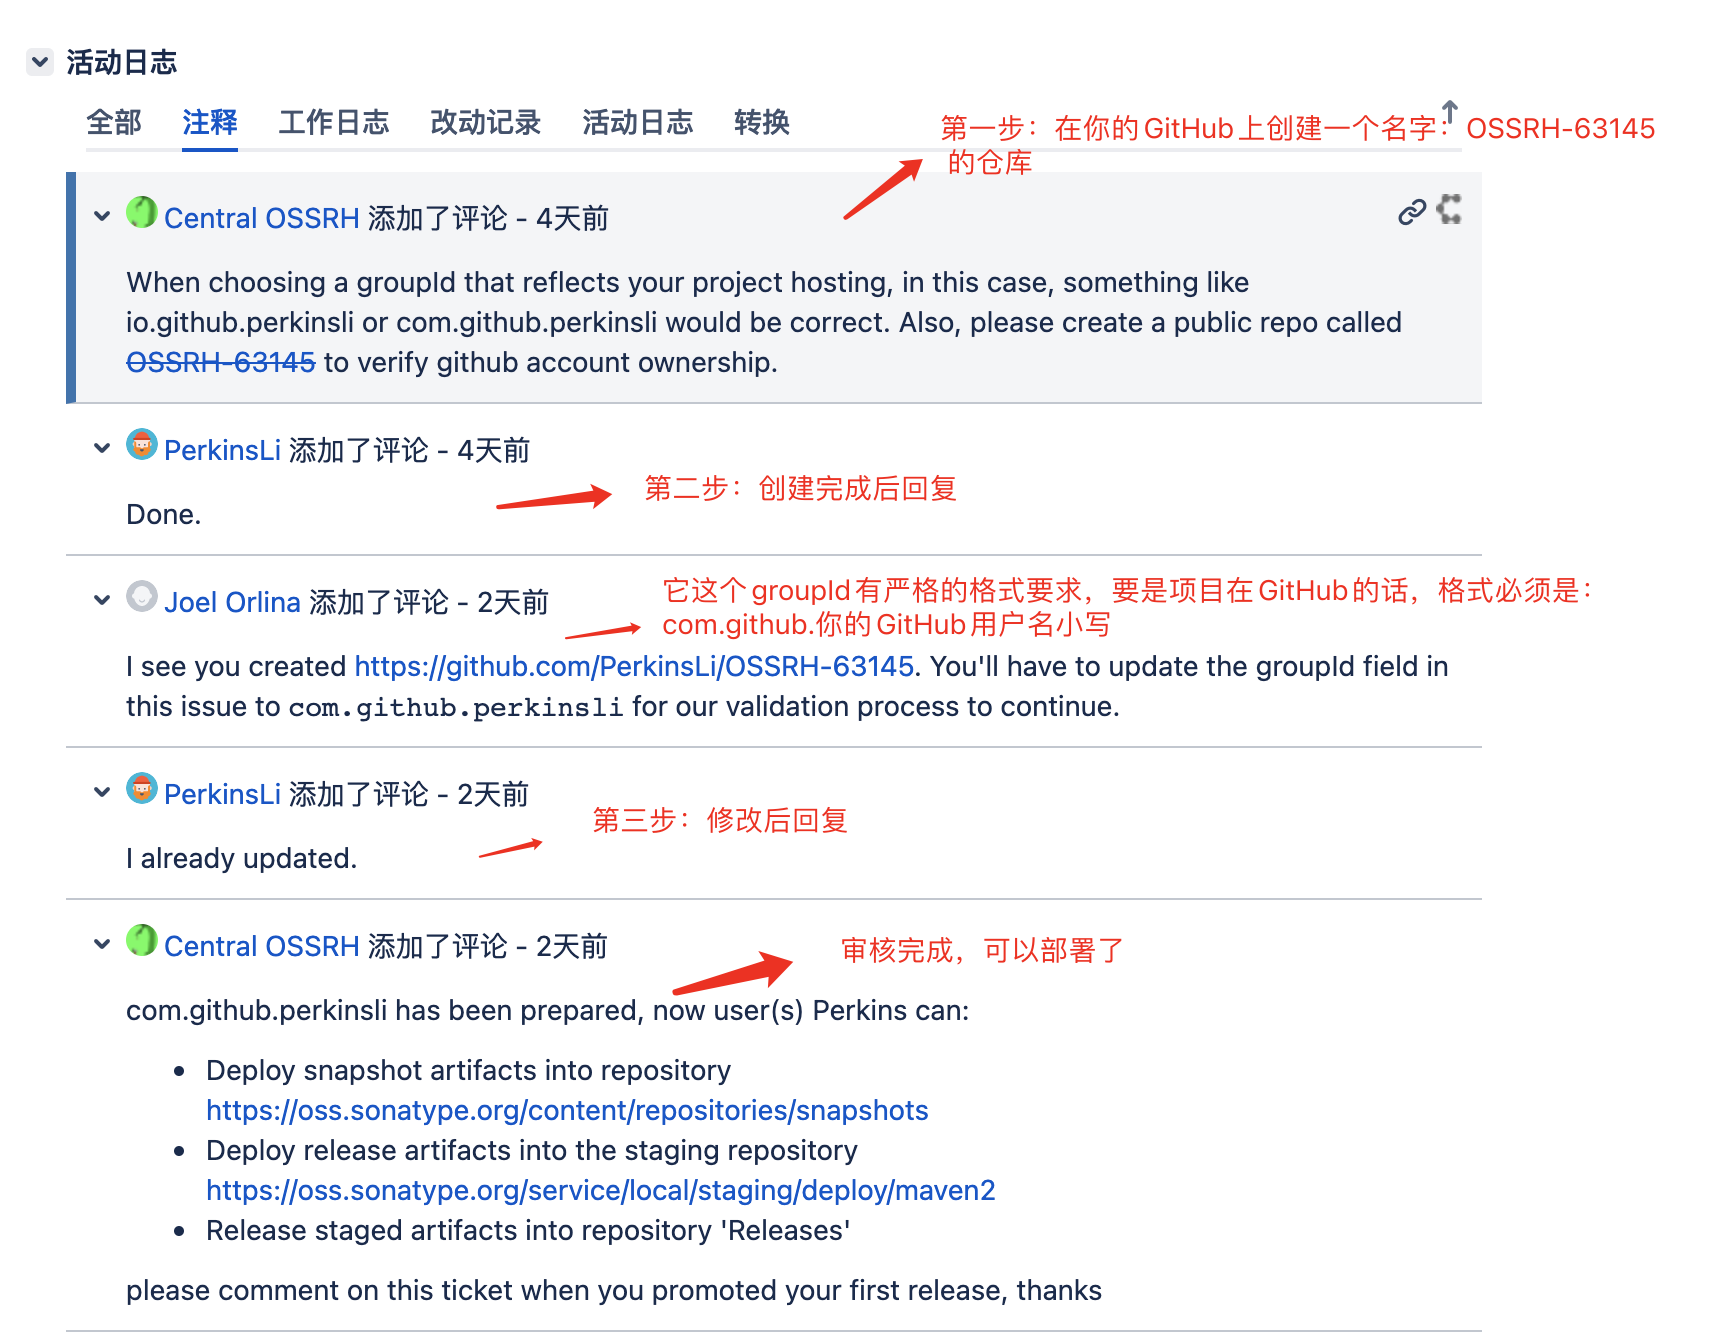 活动日志
全部 注释 工作日志 改动记录 活动日志 转换
第一步：在你的GitHub上创建一个名字：OSSRH-63145
的仓库
Central OSSRH 添加了评论 - 4天前
When choosing a groupId that reflects your project hosting, in this case, something like
io.github.perkinsli or com.github.perkinsli would be correct. Also, please create a public repo called
OSSRH-63145 to verify github account ownership.
PerkinsLi 添加了评论 - 4天前
第二步：创建完成后回复
Done.
它这个groupId有严格的格式要求，要是项目在GitHub的话，格式必须是：
com.github.你的GitHub用户名小写
Joel Orlina 添加了评论 - 2天前
I see you created https://github.com/PerkinsLi/OSSRH-63145. You'll have to update the groupId field in
this issue to com.github.perkinsli for our validation process to continue.
PerkinsLi 添加了评论 - 2天前
第三步：修改后回复
I already updated.
Central OSSRH 添加了评论 - 2天前
审核完成，可以部署了
com.github.perkinsli has been prepared, now user(s) Perkins can:
• Deploy snapshot artifacts into repository
https://oss.sonatype.org/content/repositories/snapshots
• Deploy release artifacts into the staging repository
https://oss.sonatype.org/service/local/staging/deploy/maven2
• Release staged artifacts into repository 'Releases'
please comment on this ticket when you promoted your first release, thanks